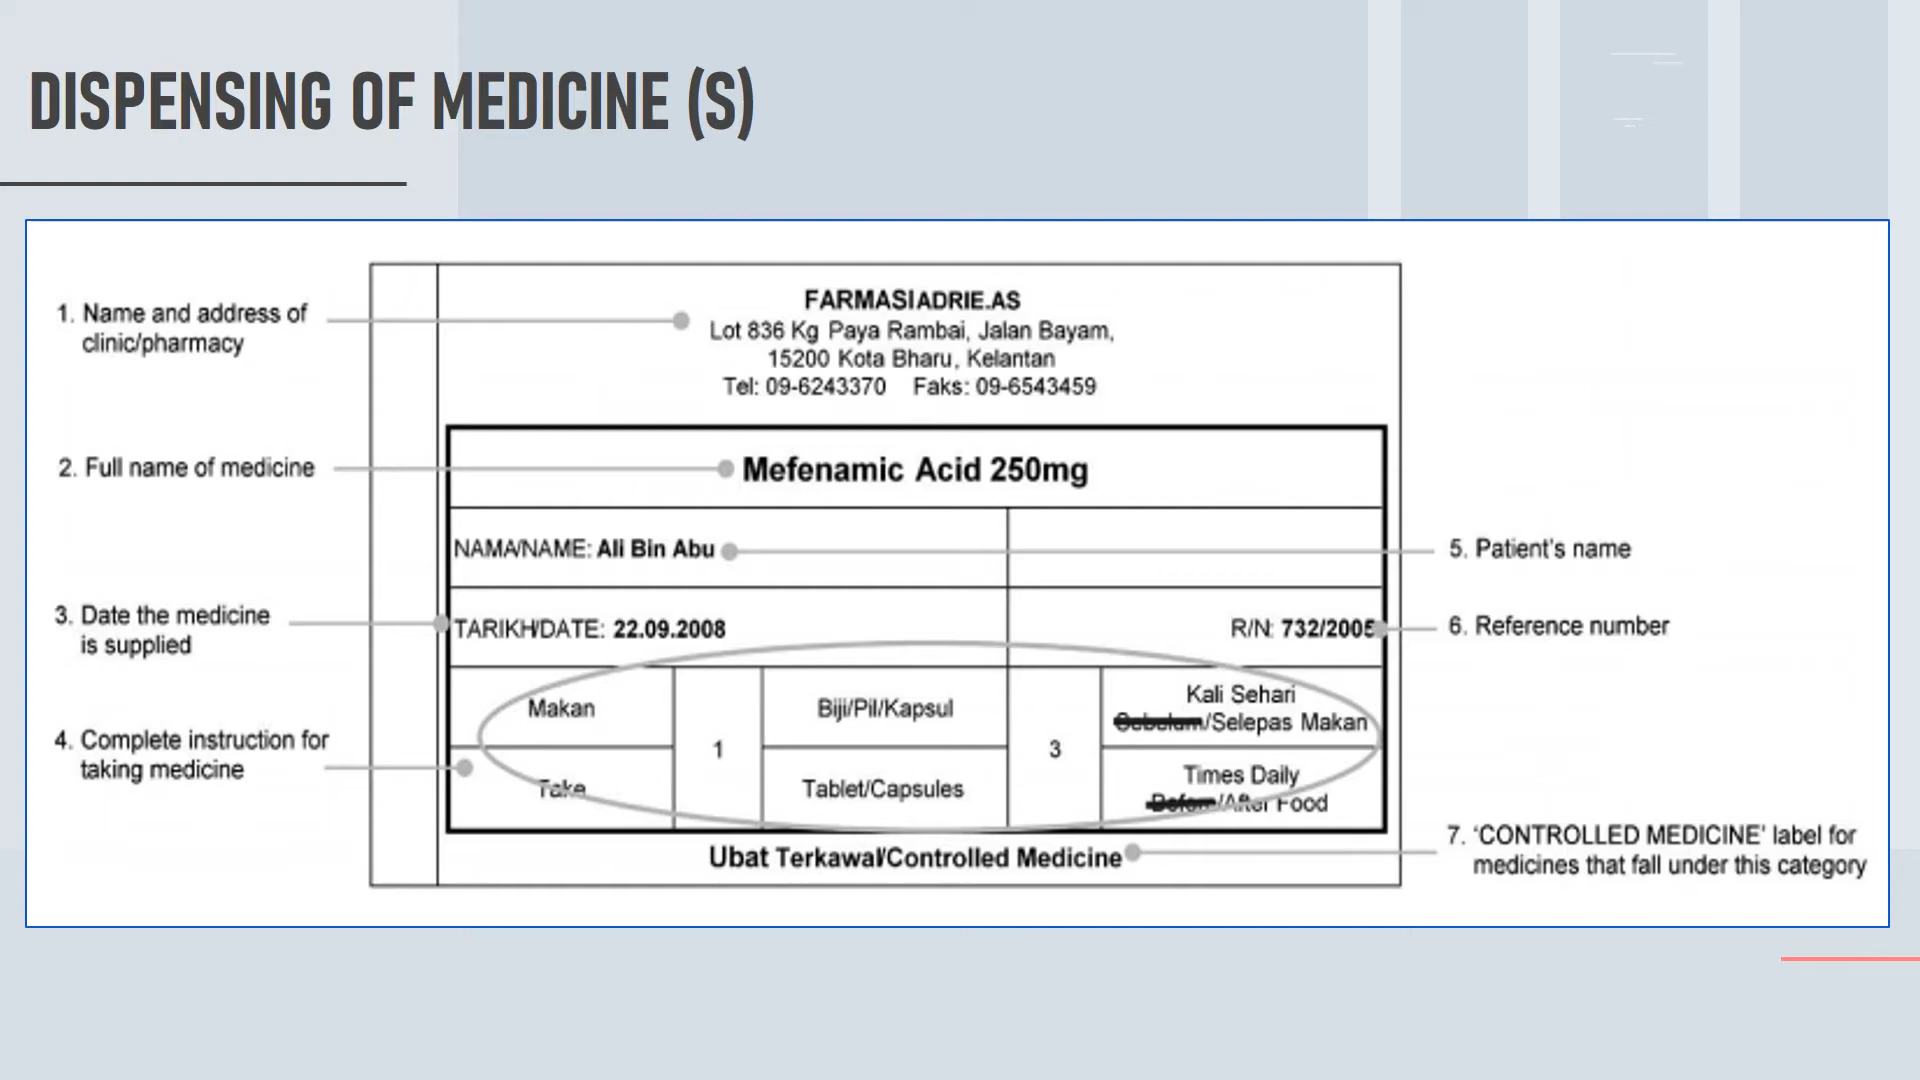 DISPENSING OF MEDICINE (S)
1. Name and address of
clinic/pharmacy
FARMASIADRIE.AS
Lot 836 Kg Paya Rambai, Jalan Bayam,
15200 Kota Bharu, Kelantan
Tel: 09-6243370 Faks: 09-6543459
2. Full name of medicine
Mefenamic Acid 250mg
NAMA/NAME: Ali Bin Abu
5. Patient's name
3. Date the medicine
is supplied
TARIKH/DATE: 22.09.2008
R/N: 732/2005
6. Reference number
4. Complete instruction for
taking medicine
Makan
Take
1
Biji/Pil/Kapsul
Tablet/Capsules
3
Kali Sehari
Sebelum/Selepas Makan
Times Daily
Before/After Food
Ubat Terkawal/Controlled Medicine
7. 'CONTROLLED MEDICINE' label for
medicines that fall under this category